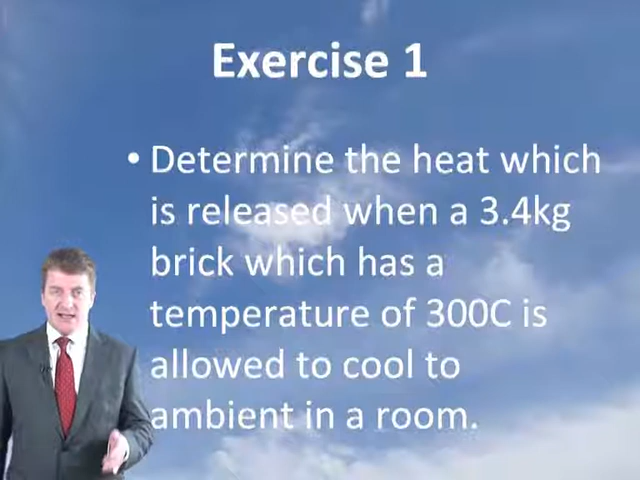 Exercise 1
• Determine the heat which
is released when a 3.4kg
brick which has a
temperature of 300C is
allowed to cool to
ambient in a room.